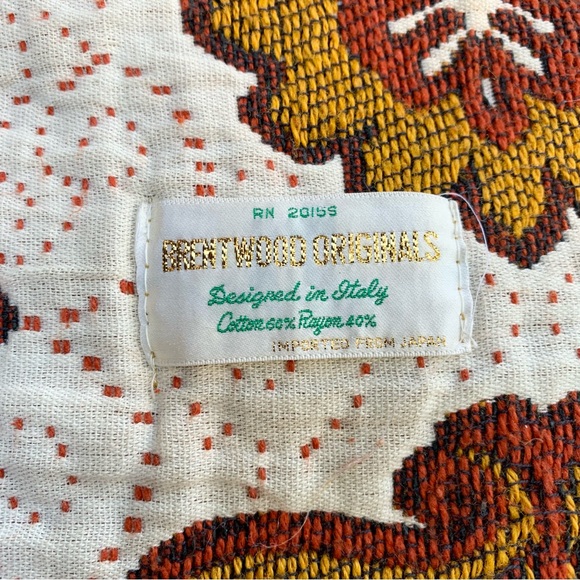 RN 20159
BRENTWOOD ORIGINALS
Designed in Italy
Cotton 60% Rayon 40%
IMPORTED FROM JAPAN